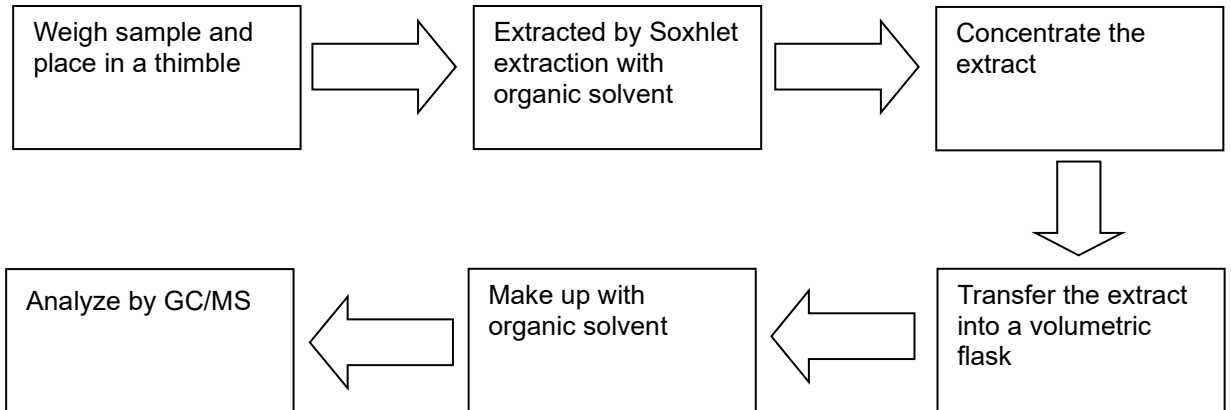 Weigh sample and
place in a thimble
Extracted by Soxhlet
extraction with
organic solvent
Concentrate the
extract
Transfer the extract
into a volumetric
flask
Make up with
organic solvent
Analyze by GC/MS